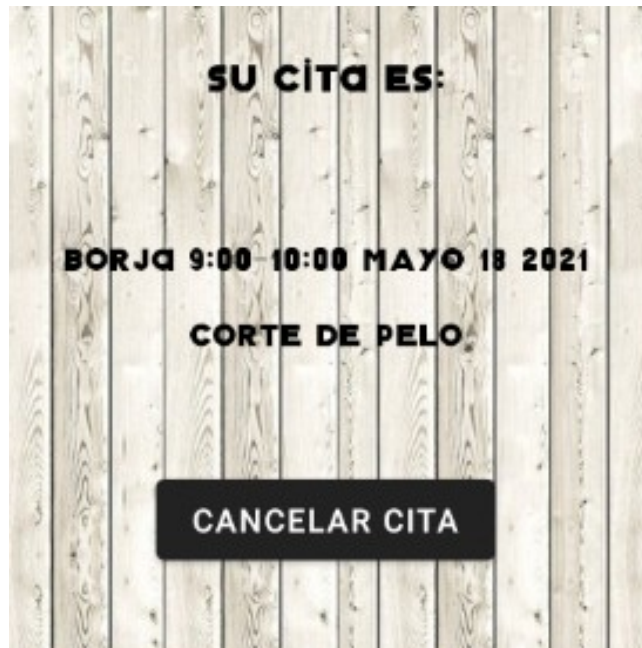 SU CITA ES:
BORJA 9:00-10:00 MAYO 18 2021
CORTE DE PELO
CANCELAR CITA